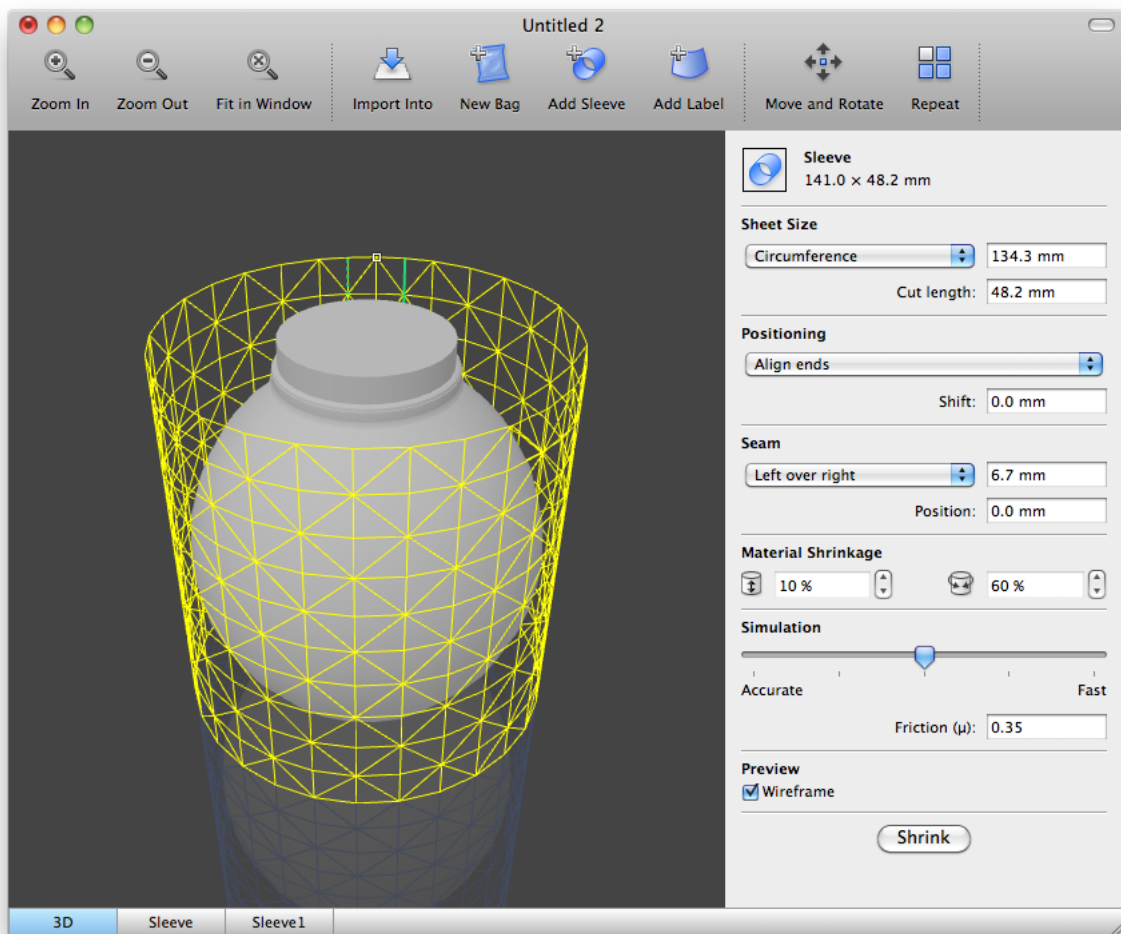 Untitled 2
Zoom In Zoom Out Fit in Window Import Into New Bag Add Sleeve Add Label Move and Rotate Repeat
Sleeve
141.0 × 48.2 mm
Sheet Size
Circumference 134.3 mm
Cut length: 48.2 mm
Positioning
Align ends
Shift: 0.0 mm
Seam
Left over right 6.7 mm
Position: 0.0 mm
Material Shrinkage
10 % 60 %
Simulation
Accurate Fast
Friction (µ): 0.35
Preview
Wireframe
Shrink
3D Sleeve Sleeve1